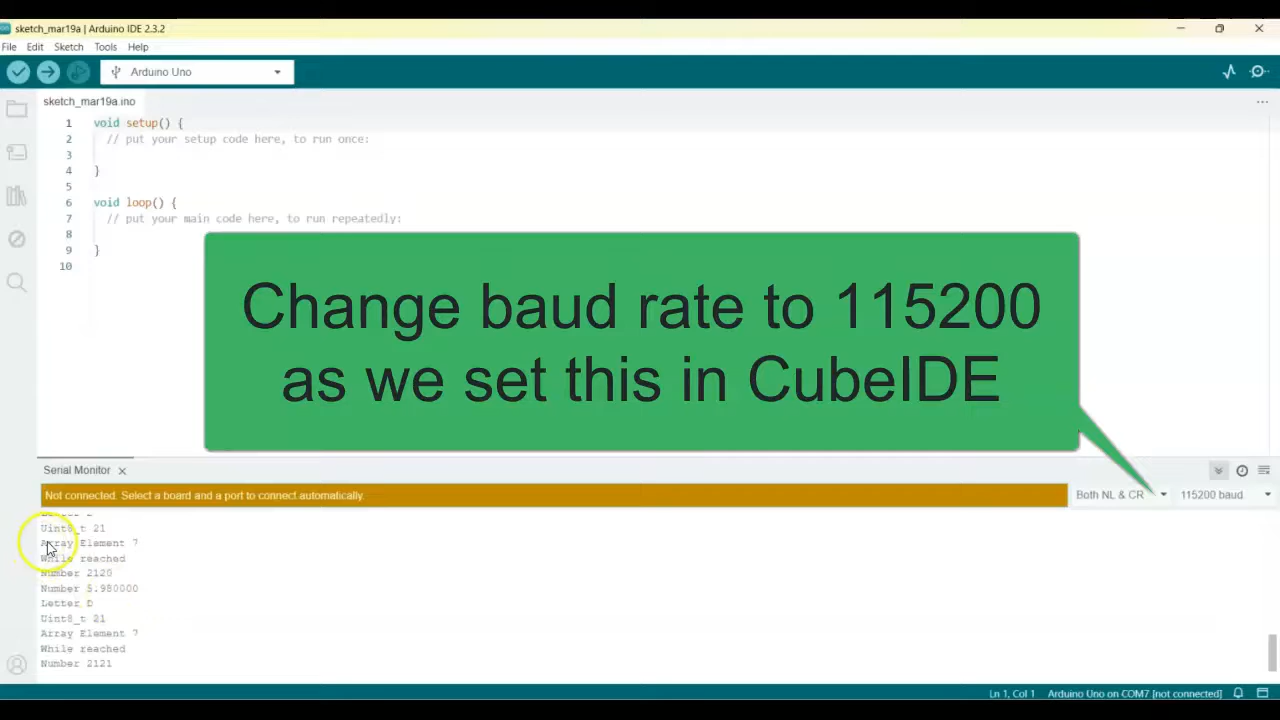 sketch_mar19a | Arduino IDE 2.3.2
File Edit Sketch Tools Help
Arduino Uno
sketch_mar19a.ino
1 void setup() {
2 // put your setup code here, to run once:
3
4 }
5
6 void loop() {
7 // put your main code here, to run repeatedly:
8
9 }
10
Change baud rate to 115200
as we set this in CubeIDE
Serial Monitor
Not connected. Select a board and a port to connect automatically.
Both NL & CR 115200 baud
Uint8_t 21
Array Element 7
While reached
Number 2120
Number 5.980000
Letter D
Uint8_t 21
Array Element 7
While reached
Number 2121
Ln 1, Col 1 Arduino Uno on COM7 [not connected]